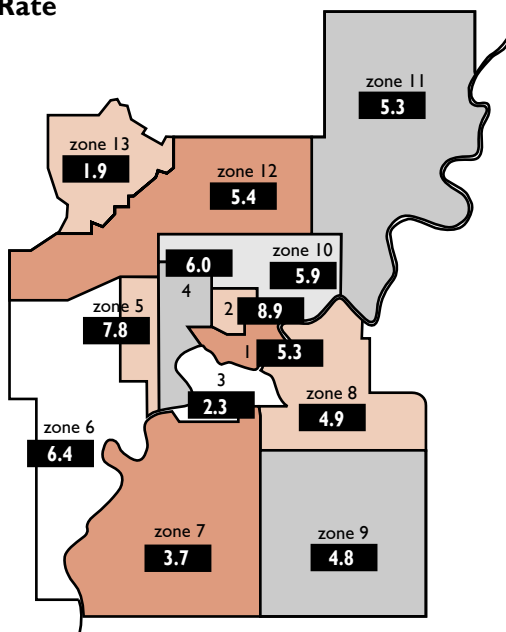 Rate
zone 11
5.3
zone 13
1.9
zone 12
5.4
zone 10
5.9
6.0
4
2
8.9
zone 5
7.8
1
5.3
3
2.3
zone 8
4.9
zone 6
6.4
zone 7
3.7
zone 9
4.8